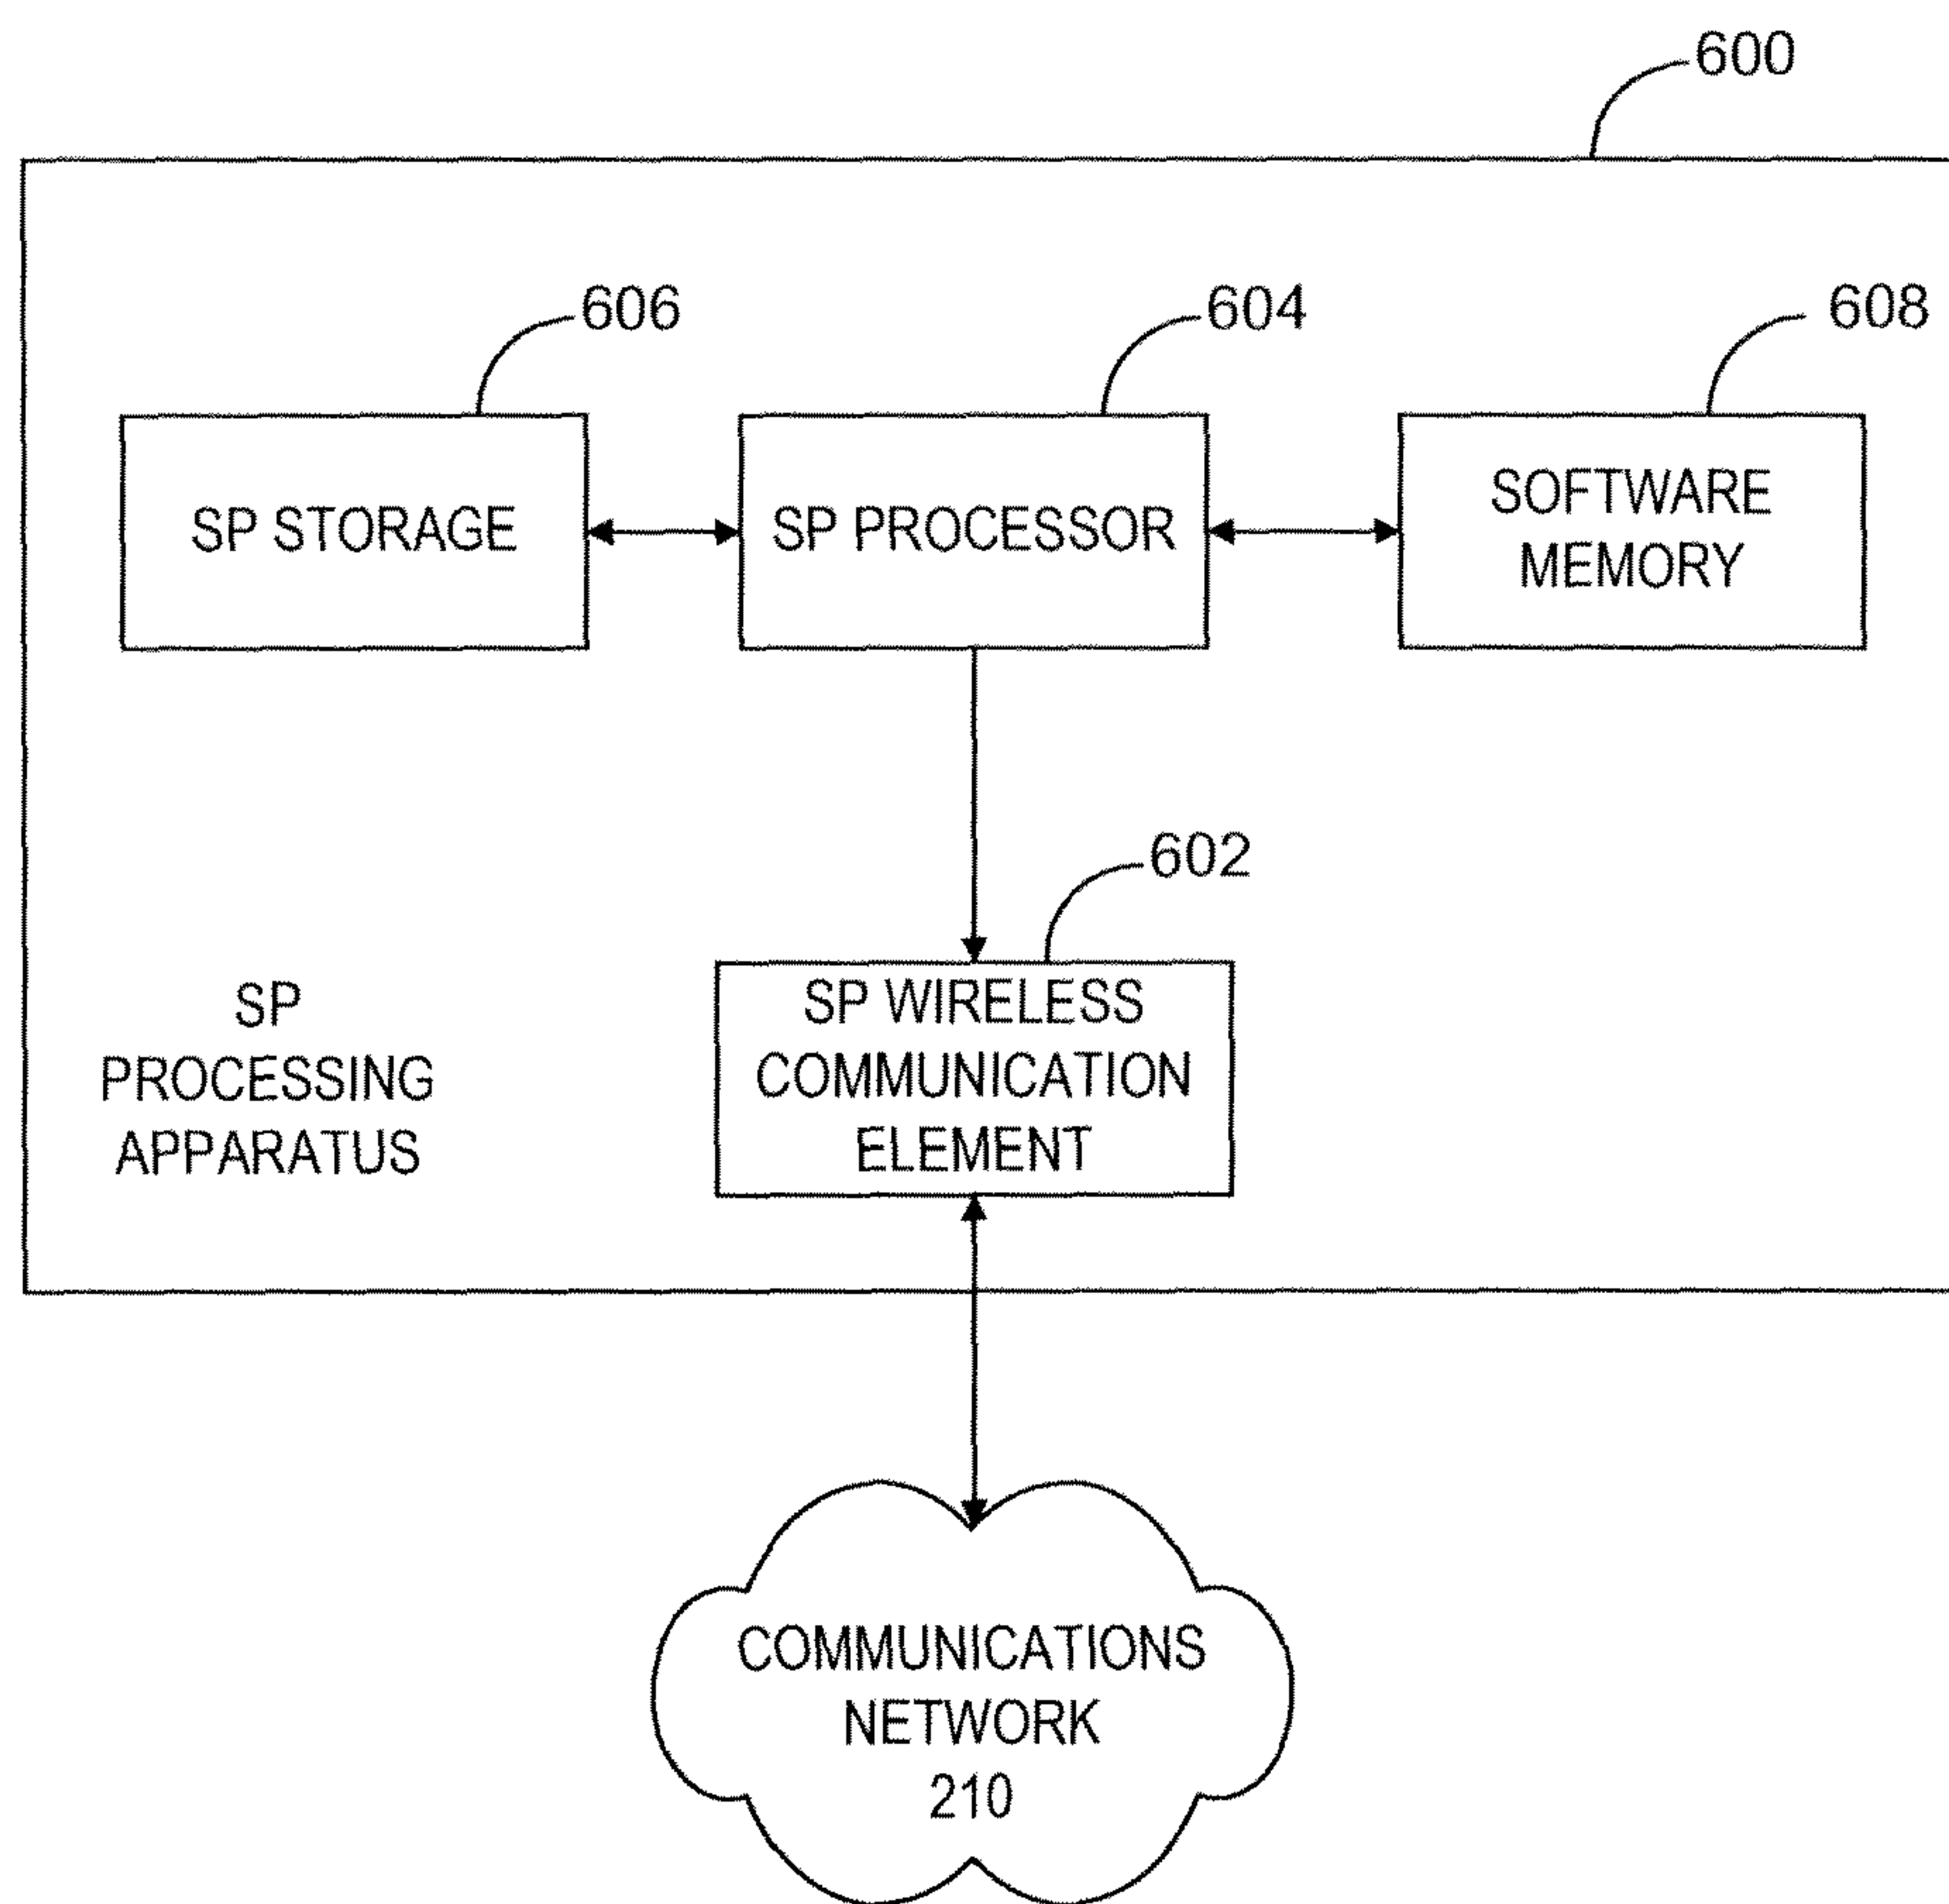 600
606
604
608
SP STORAGE
SP PROCESSOR
SOFTWARE
MEMORY
602
SP
PROCESSING
APPARATUS
SP WIRELESS
COMMUNICATION
ELEMENT
COMMUNICATIONS
NETWORK
210